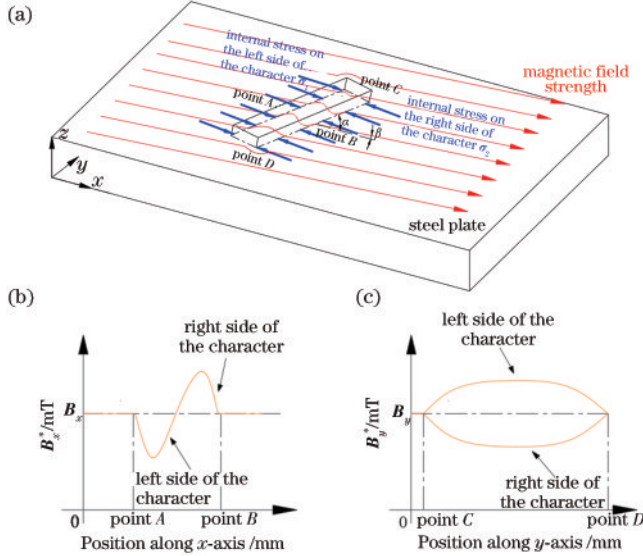 (a)
internal stress on
the left side of
the character σ
point C
magnetic field
strength
point A
internal stress on
the right side of
the character σ₂
α
β
point B
point D
z
y
x
steel plate
(b)
right side of
the character
Bₓ*/mT
Bₓ
left side of the
character
0
point A
point B
Position along x-axis /mm
(c)
left side of the
character
B_y*/mT
B_y
right side of the
character
0
point C
point D
Position along y-axis /mm